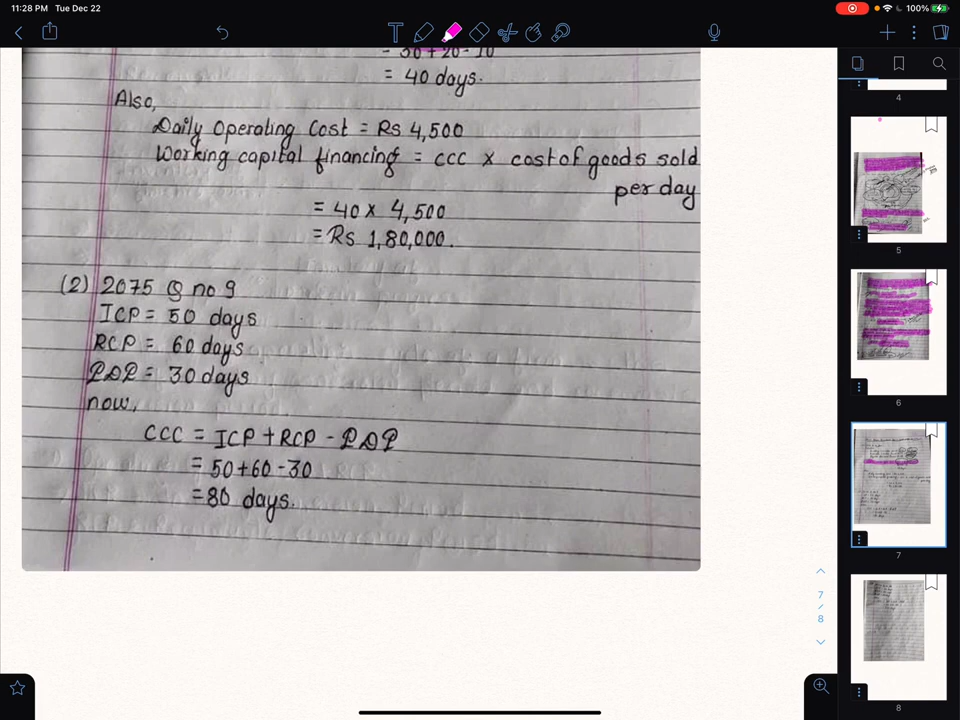 11:28 PM Tue Dec 22
100%
= 40 days.
Also,
Daily Operating Cost = Rs 4,500
Working capital financing = CCC x cost of goods sold
per day
= 40 x 4,500
= Rs 1,80,000.
(2) 2075 Q no 9
ICP = 50 days
RCP = 60 days
PDP = 30 days
now,
CCC = ICP + RCP - PDP
= 50+60-30
= 80 days.
4
5
6
7
8
7
/
8